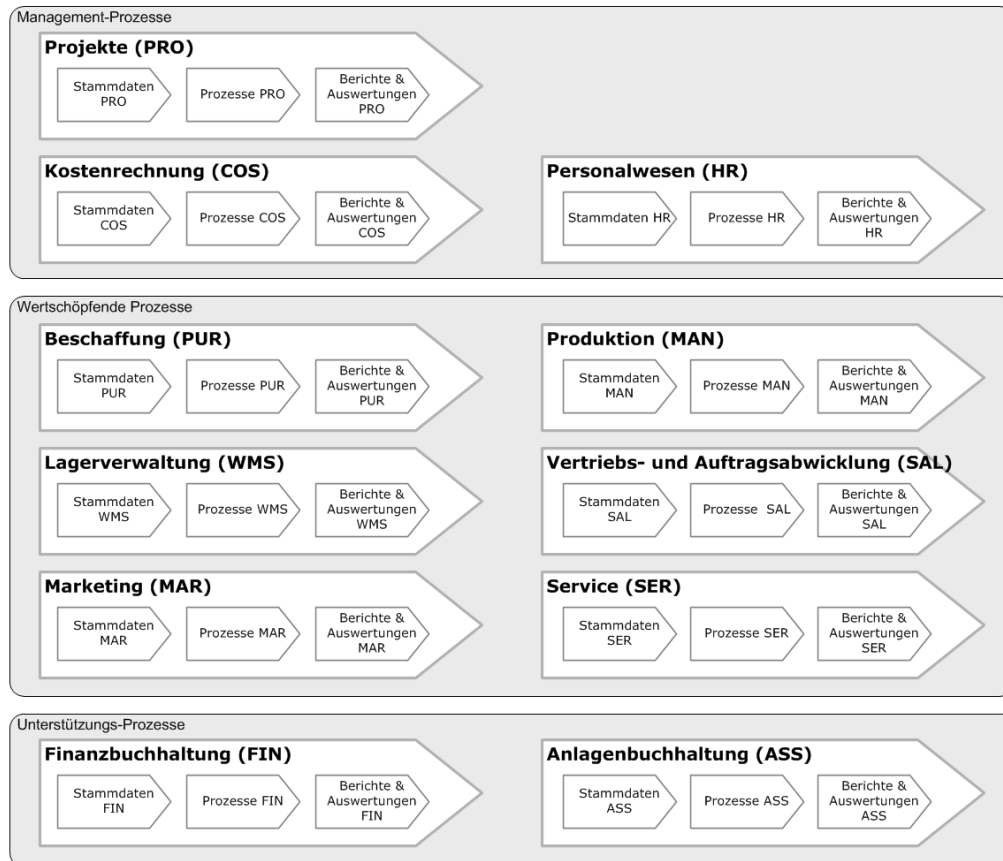 Management-Prozesse
Projekte (PRO)
Stammdaten
PRO
Prozesse PRO
Berichte &
Auswertungen
PRO
Kostenrechnung (COS)
Stammdaten
COS
Prozesse COS
Berichte &
Auswertungen
COS
Personalwesen (HR)
Stammdaten HR
Prozesse HR
Berichte &
Auswertungen
HR
Wertschöpfende Prozesse
Beschaffung (PUR)
Stammdaten
PUR
Prozesse PUR
Berichte &
Auswertungen
PUR
Produktion (MAN)
Stammdaten
MAN
Prozesse MAN
Berichte &
Auswertungen
MAN
Lagerverwaltung (WMS)
Stammdaten
WMS
Prozesse WMS
Berichte &
Auswertungen
WMS
Vertriebs- und Auftragsabwicklung (SAL)
Stammdaten
SAL
Prozesse  SAL
Berichte &
Auswertungen
SAL
Marketing (MAR)
Stammdaten
MAR
Prozesse MAR
Berichte &
Auswertungen
MAR
Service (SER)
Stammdaten
SER
Prozesse SER
Berichte &
Auswertungen
SER
Unterstützungs-Prozesse
Finanzbuchhaltung (FIN)
Stammdaten
FIN
Prozesse FIN
Berichte &
Auswertungen
FIN
Anlagenbuchhaltung (ASS)
Stammdaten
ASS
Prozesse ASS
Berichte &
Auswertungen
ASS